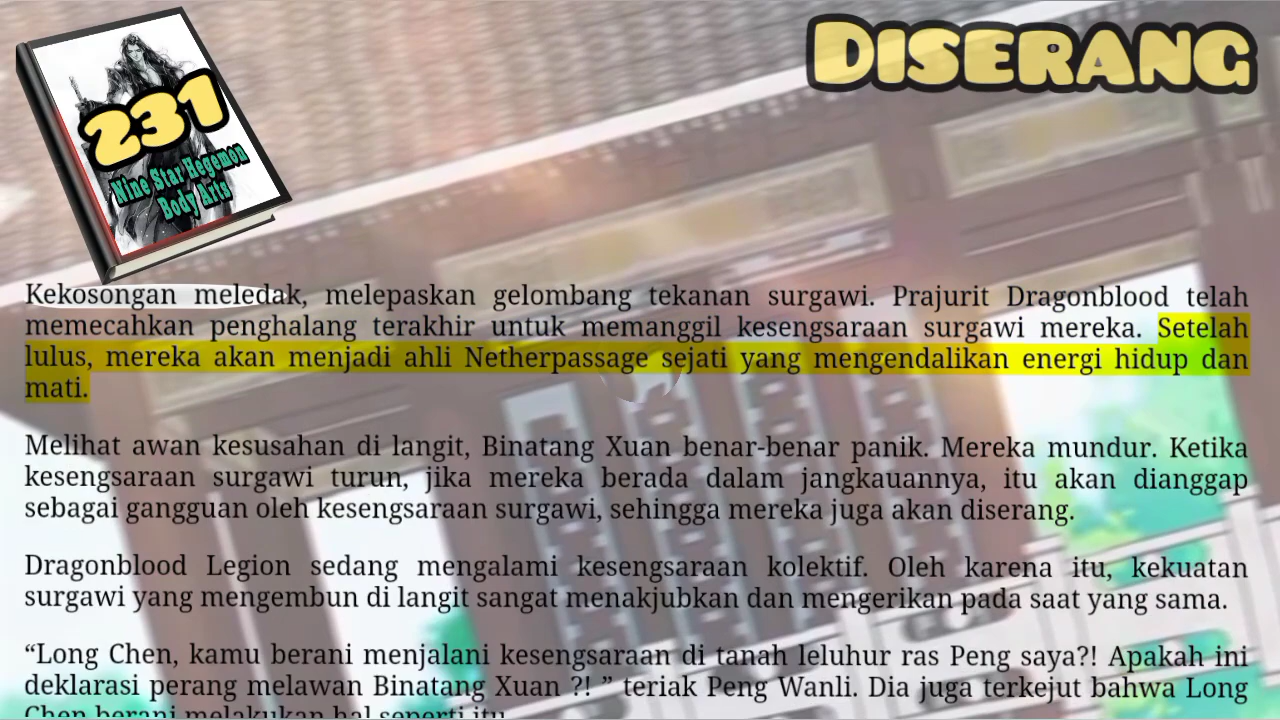 DISERANG
231
Nine Star Hegemon
Body Arts
Kekosongan meledak, melepaskan gelombang tekanan surgawi. Prajurit Dragonblood telah
memecahkan penghalang terakhir untuk memanggil kesengsaraan surgawi mereka. Setelah
lulus, mereka akan menjadi ahli Netherpassage sejati yang mengendalikan energi hidup dan
mati.
Melihat awan kesusahan di langit, Binatang Xuan benar-benar panik. Mereka mundur. Ketika
kesengsaraan surgawi turun, jika mereka berada dalam jangkauannya, itu akan dianggap
sebagai gangguan oleh kesengsaraan surgawi, sehingga mereka juga akan diserang.
Dragonblood Legion sedang mengalami kesengsaraan kolektif. Oleh karena itu, kekuatan
surgawi yang mengembun di langit sangat menakjubkan dan mengerikan pada saat yang sama.
“Long Chen, kamu berani menjalani kesengsaraan di tanah leluhur ras Peng saya?! Apakah ini
deklarasi perang melawan Binatang Xuan ?! ” teriak Peng Wanli. Dia juga terkejut bahwa Long
Chen berani melakukan hal seperti itu.